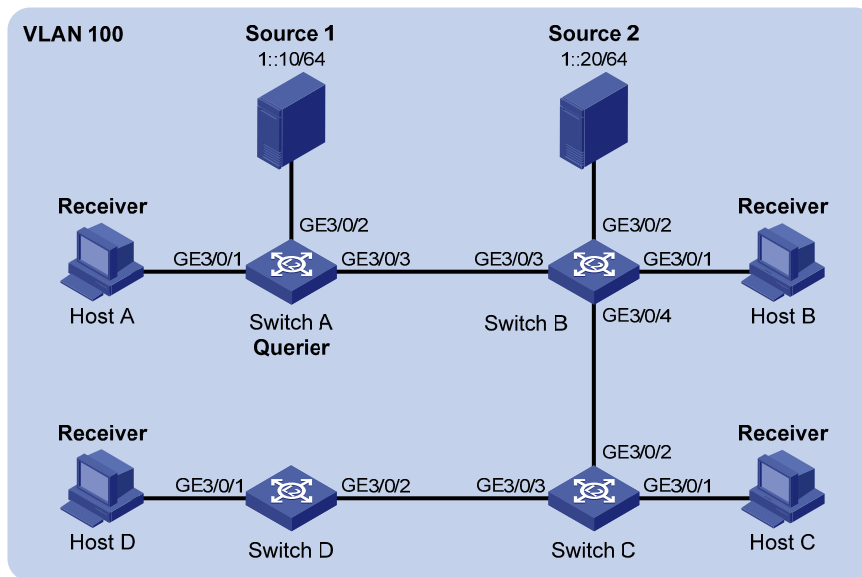 VLAN 100
Source 1
1::10/64
Source 2
1::20/64
Receiver
GE3/0/2
GE3/0/2
Receiver
GE3/0/1
GE3/0/3
GE3/0/3
GE3/0/1
Host A
Switch A
Querier
Switch B
GE3/0/4
Host B
Receiver
GE3/0/2
Receiver
GE3/0/1
GE3/0/2
GE3/0/3
GE3/0/1
Host D
Switch D
Switch C
Host C